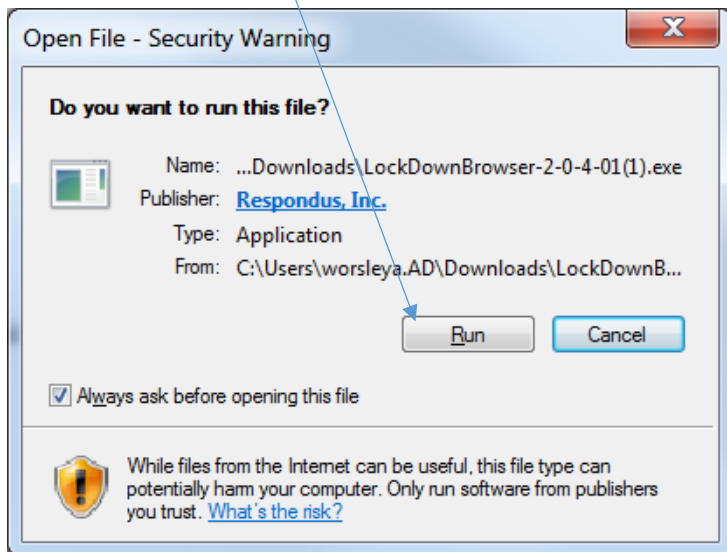 Open File - Security Warning
Do you want to run this file?
Name: ...Downloads\LockDownBrowser-2-0-4-01(1).exe
Publisher: Respondus, Inc.
Type: Application
From: C:\Users\worsleya.AD\Downloads\LockDownB...
Run Cancel
Always ask before opening this file
While files from the Internet can be useful, this file type can
potentially harm your computer. Only run software from publishers
you trust. What's the risk?